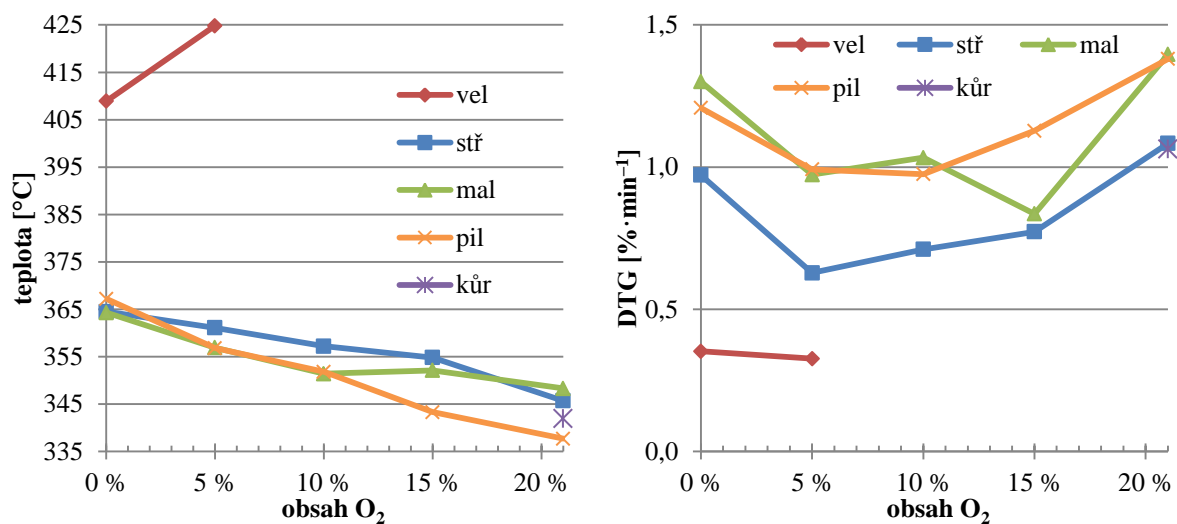 425
415
405
395
385
375
365
355
345
335
teplota [°C]
0 %
5 %
10 %
15 %
20 %
obsah O₂
vel
stř
mal
pil
kůr
1,5
1,0
0,5
0,0
DTG [%·min⁻¹]
0 %
5 %
10 %
15 %
20 %
obsah O₂
vel
stř
mal
pil
kůr